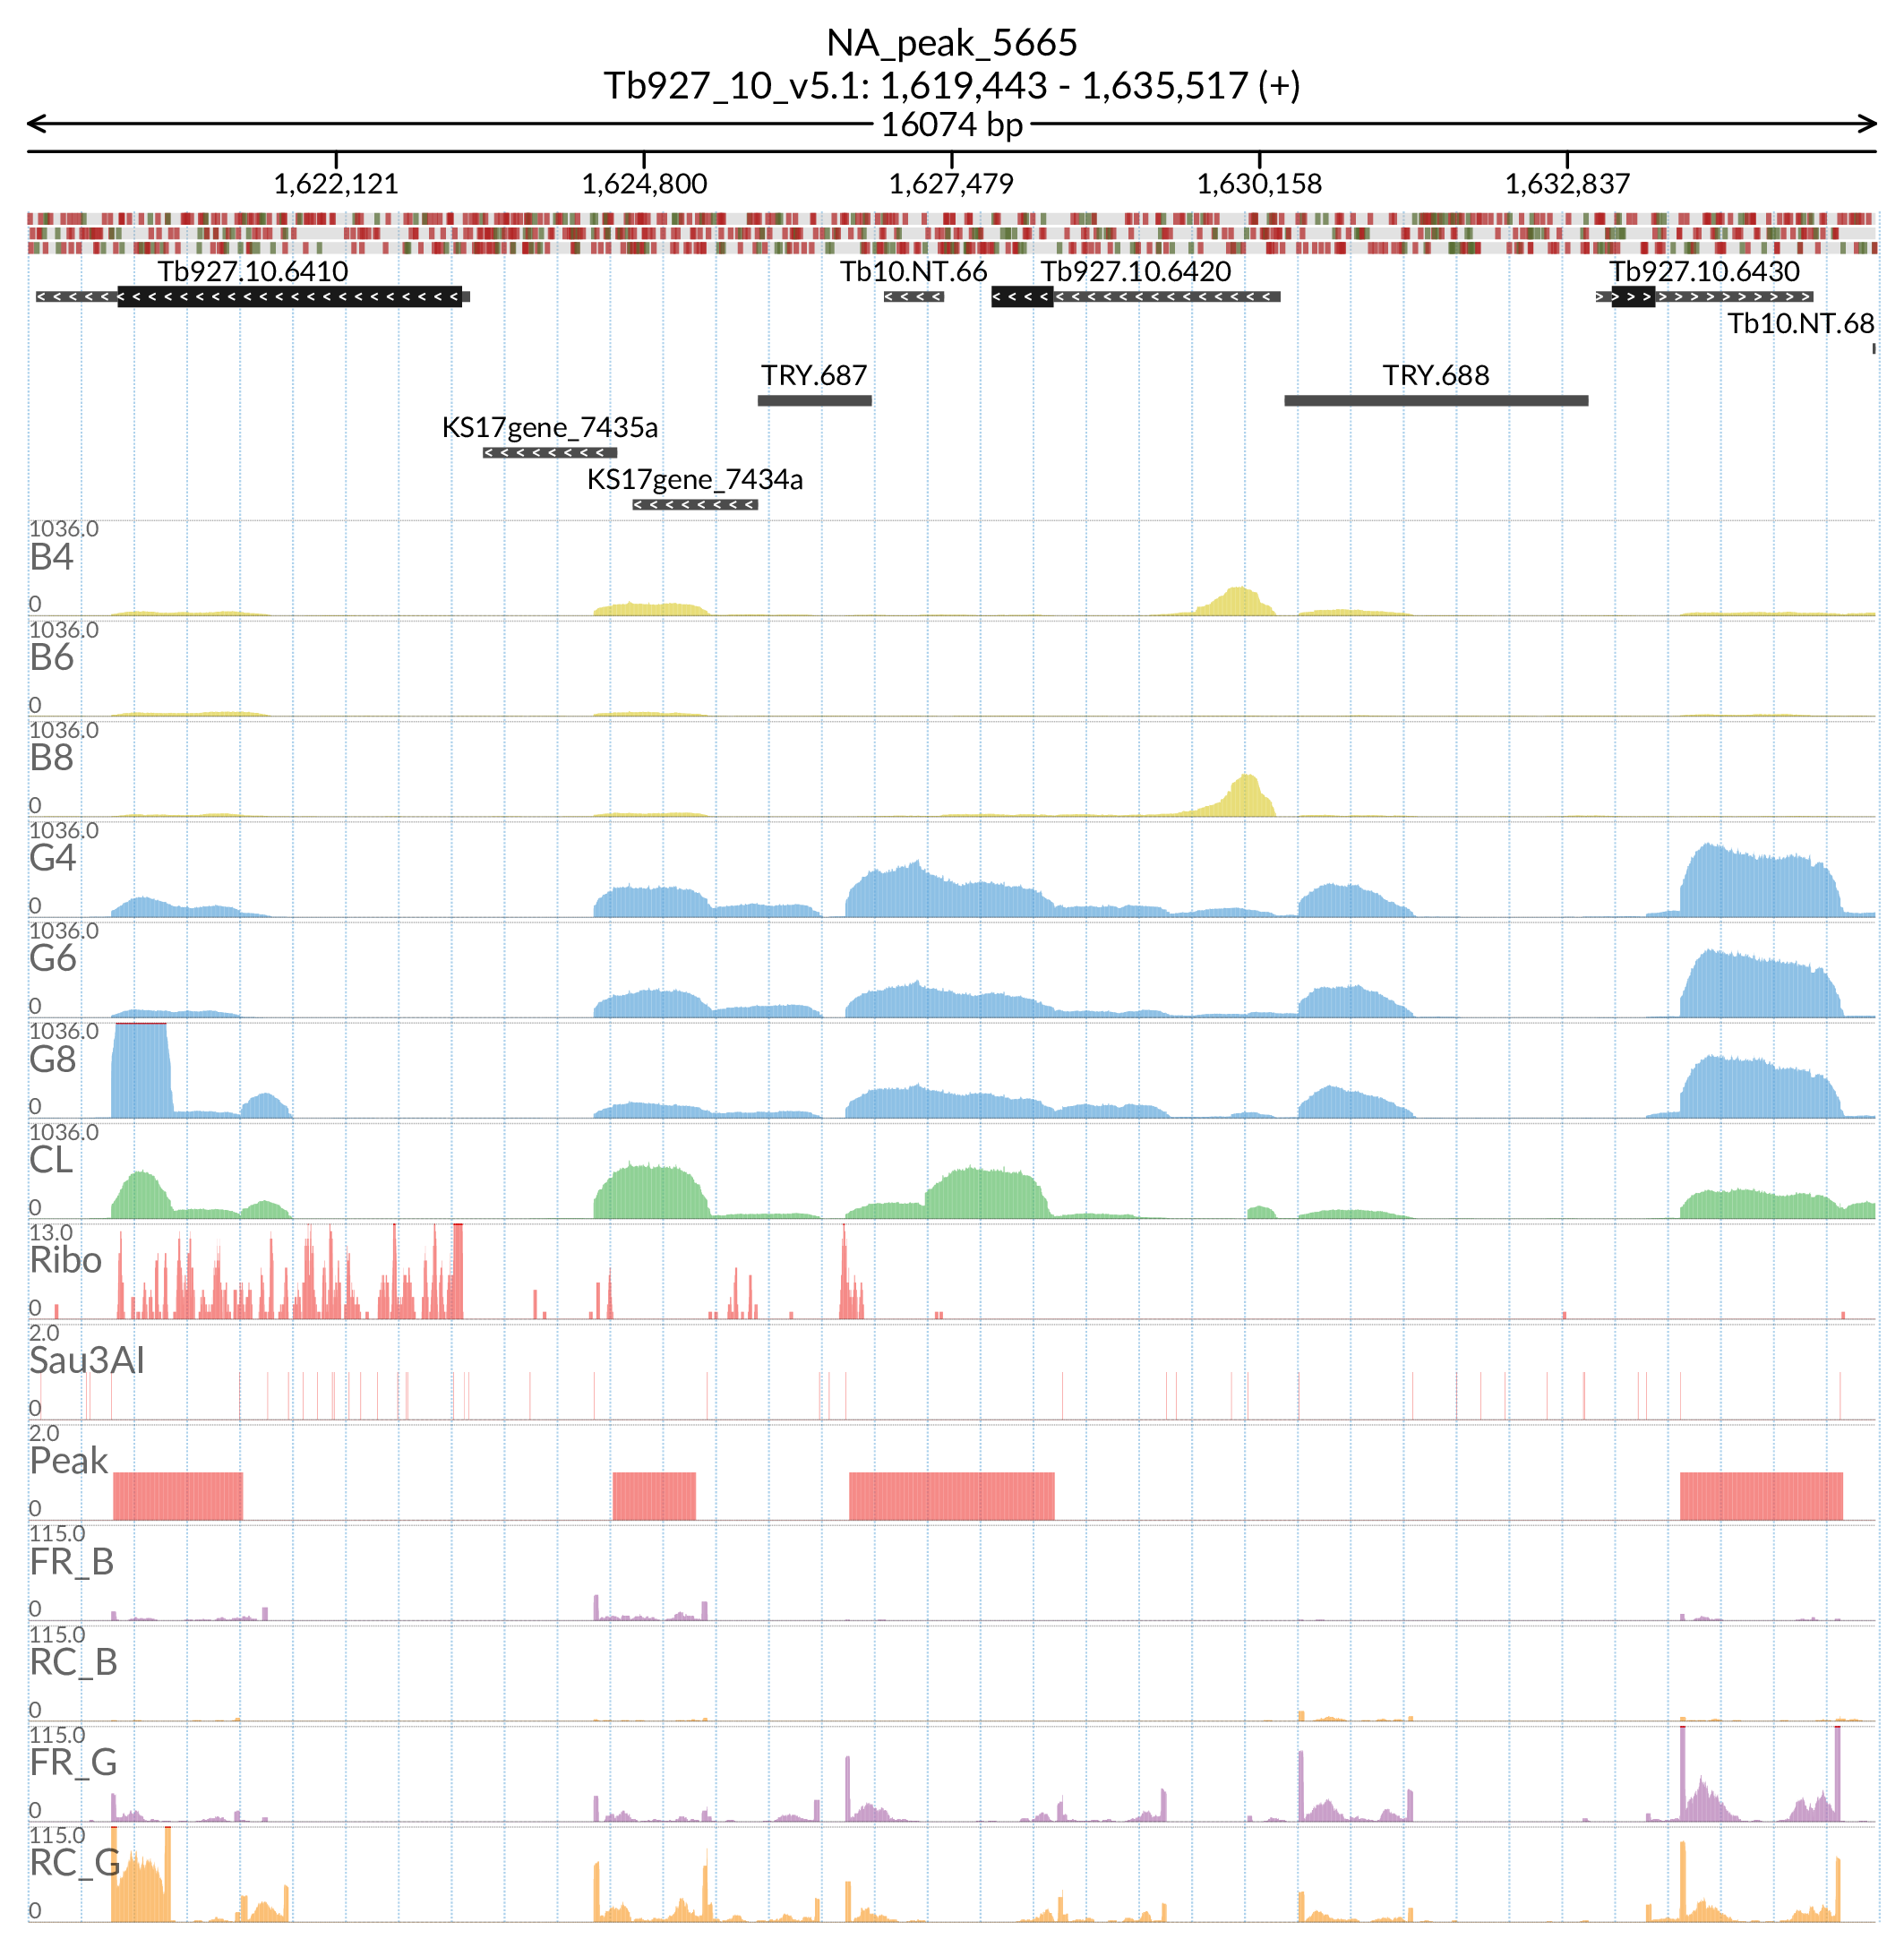 NA_peak_5665
Tb927_10_v5.1: 1,619,443 - 1,635,517 (+)
16074 bp
1,622,121 1,624,800 1,627,479 1,630,158 1,632,837
Tb927.10.6410 Tb10.NT.66 Tb927.10.6420 Tb927.10.6430
Tb10.NT.68
TRY.687 TRY.688
KS17gene_7435a
KS17gene_7434a
1036.0
B4
0
1036.0
B6
0
1036.0
B8
0
1036.0
G4
0
1036.0
G6
0
1036.0
G8
0
1036.0
CL
0
13.0
Ribo
0
2.0
Sau3AI
0
2.0
Peak
0
115.0
FR_B
0
115.0
RC_B
0
115.0
FR_G
0
115.0
RC_G
0